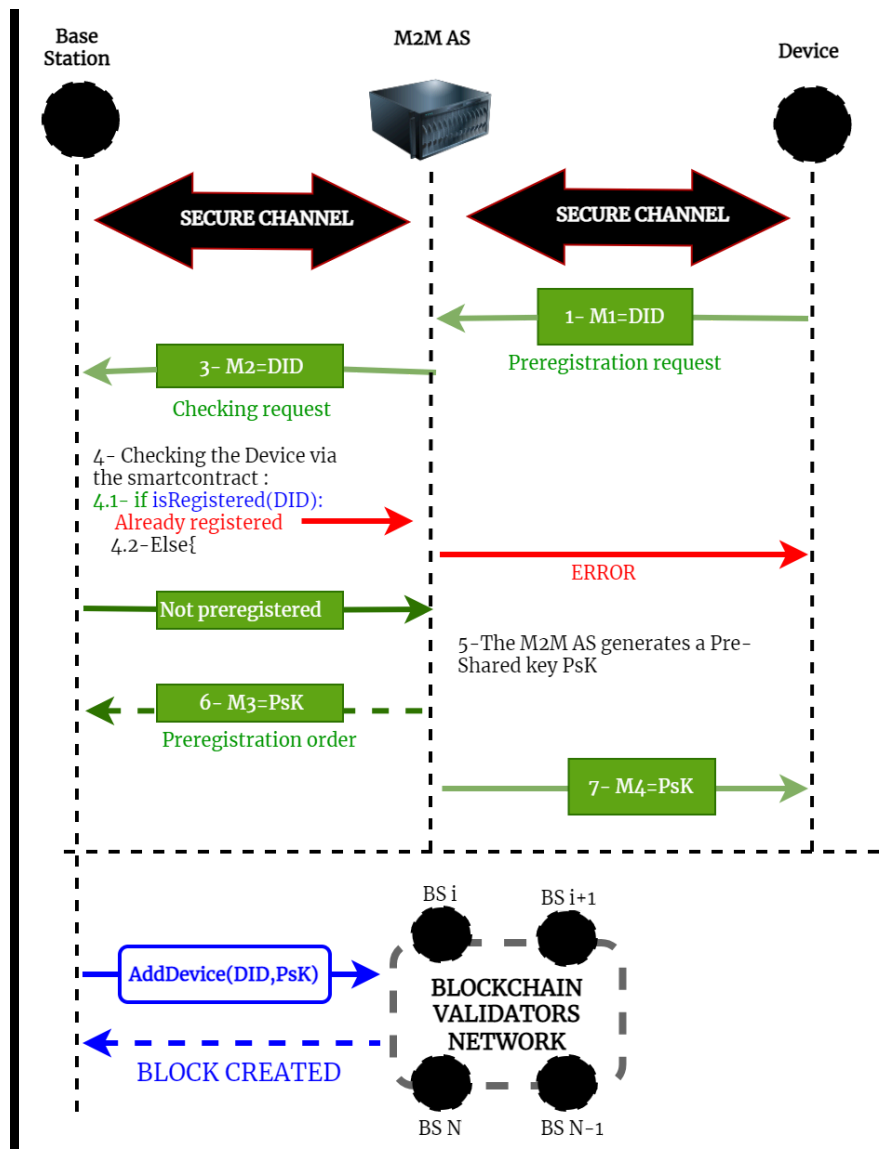 Base
Station
M2M AS
Device
SECURE CHANNEL
SECURE CHANNEL
1- M1=DID
Preregistration request
3- M2=DID
Checking request
4- Checking the Device via
the smartcontract :
4.1- if isRegistered(DID):
Already registered
4.2-Else{
ERROR
Not preregistered
5-The M2M AS generates a Pre-
Shared key PsK
6- M3=PsK
Preregistration order
7- M4=PsK
BS i
BS i+1
AddDevice(DID,PsK)
BLOCKCHAIN
VALIDATORS
NETWORK
BLOCK CREATED
BS N
BS N-1